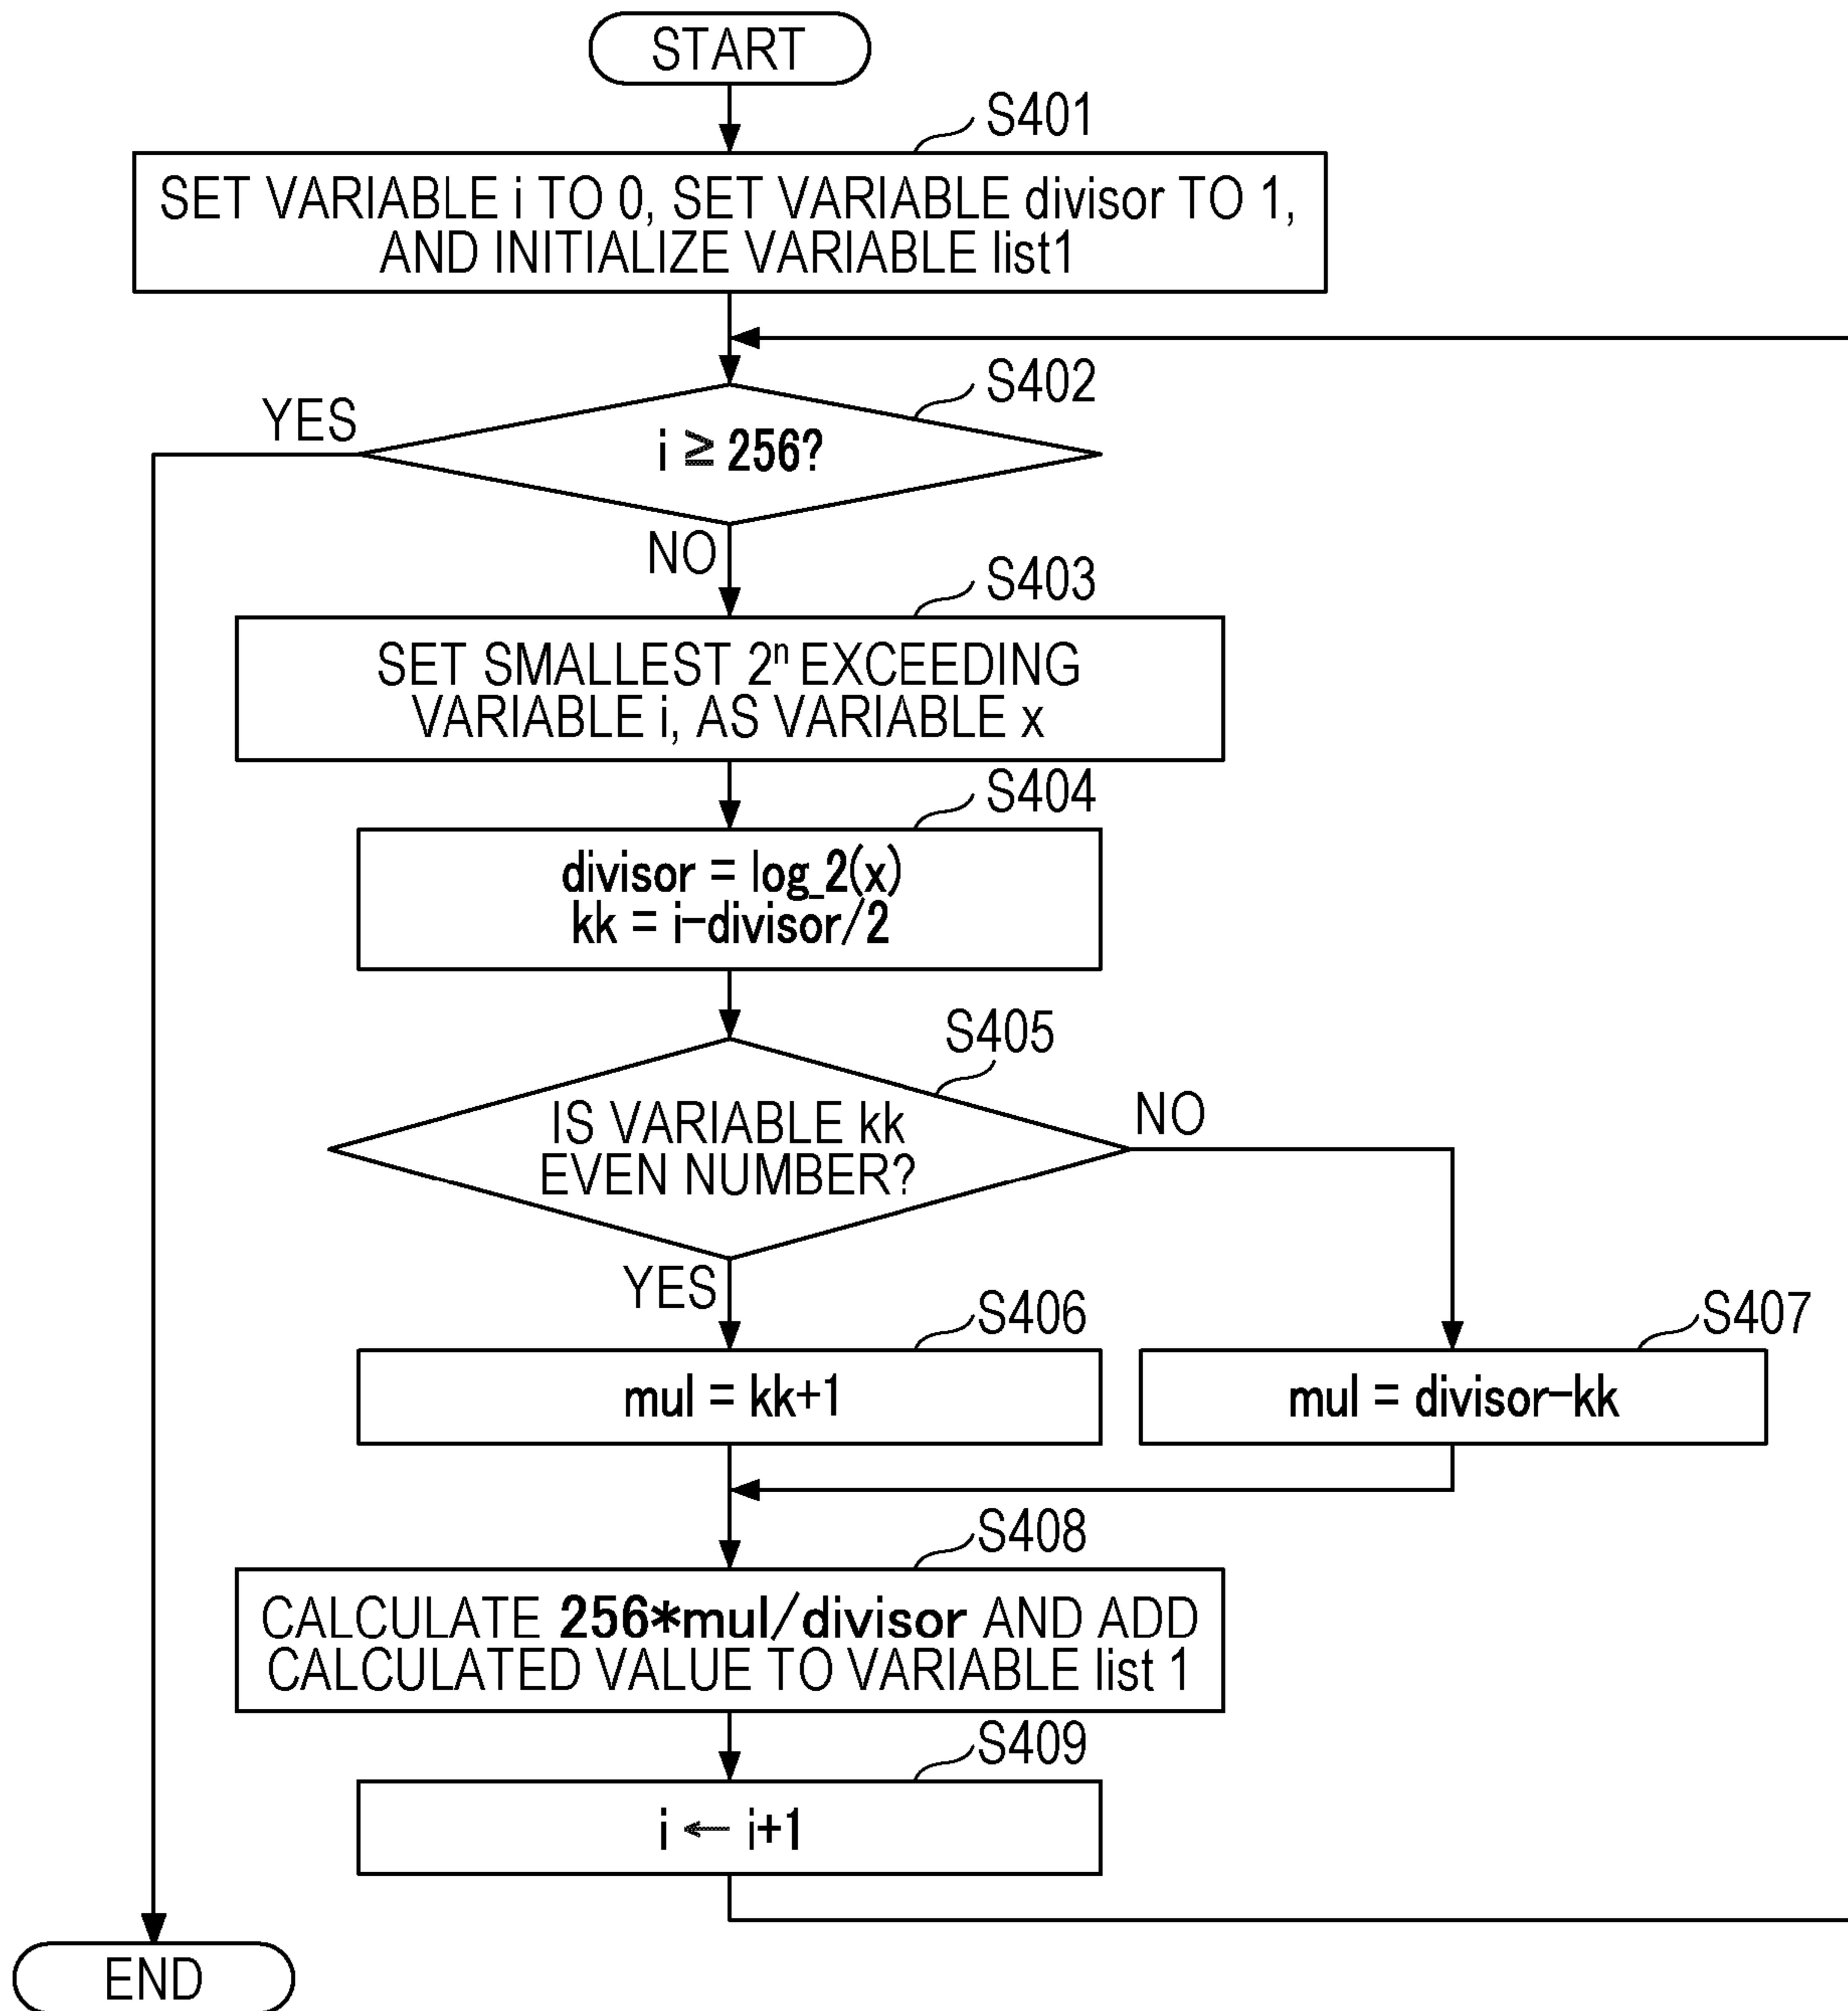 START
S401
SET VARIABLE i TO 0, SET VARIABLE divisor TO 1,
AND INITIALIZE VARIABLE list1
S402
YES
i ≧ 256?
NO
S403
SET SMALLEST 2ⁿ EXCEEDING
VARIABLE i, AS VARIABLE x
S404
divisor = log_2(x)
kk = i-divisor/2
S405
IS VARIABLE kk
EVEN NUMBER?
NO
YES
S406
mul = kk+1
S407
mul = divisor-kk
S408
CALCULATE 256*mul/divisor AND ADD
CALCULATED VALUE TO VARIABLE list 1
S409
i ← i+1
END